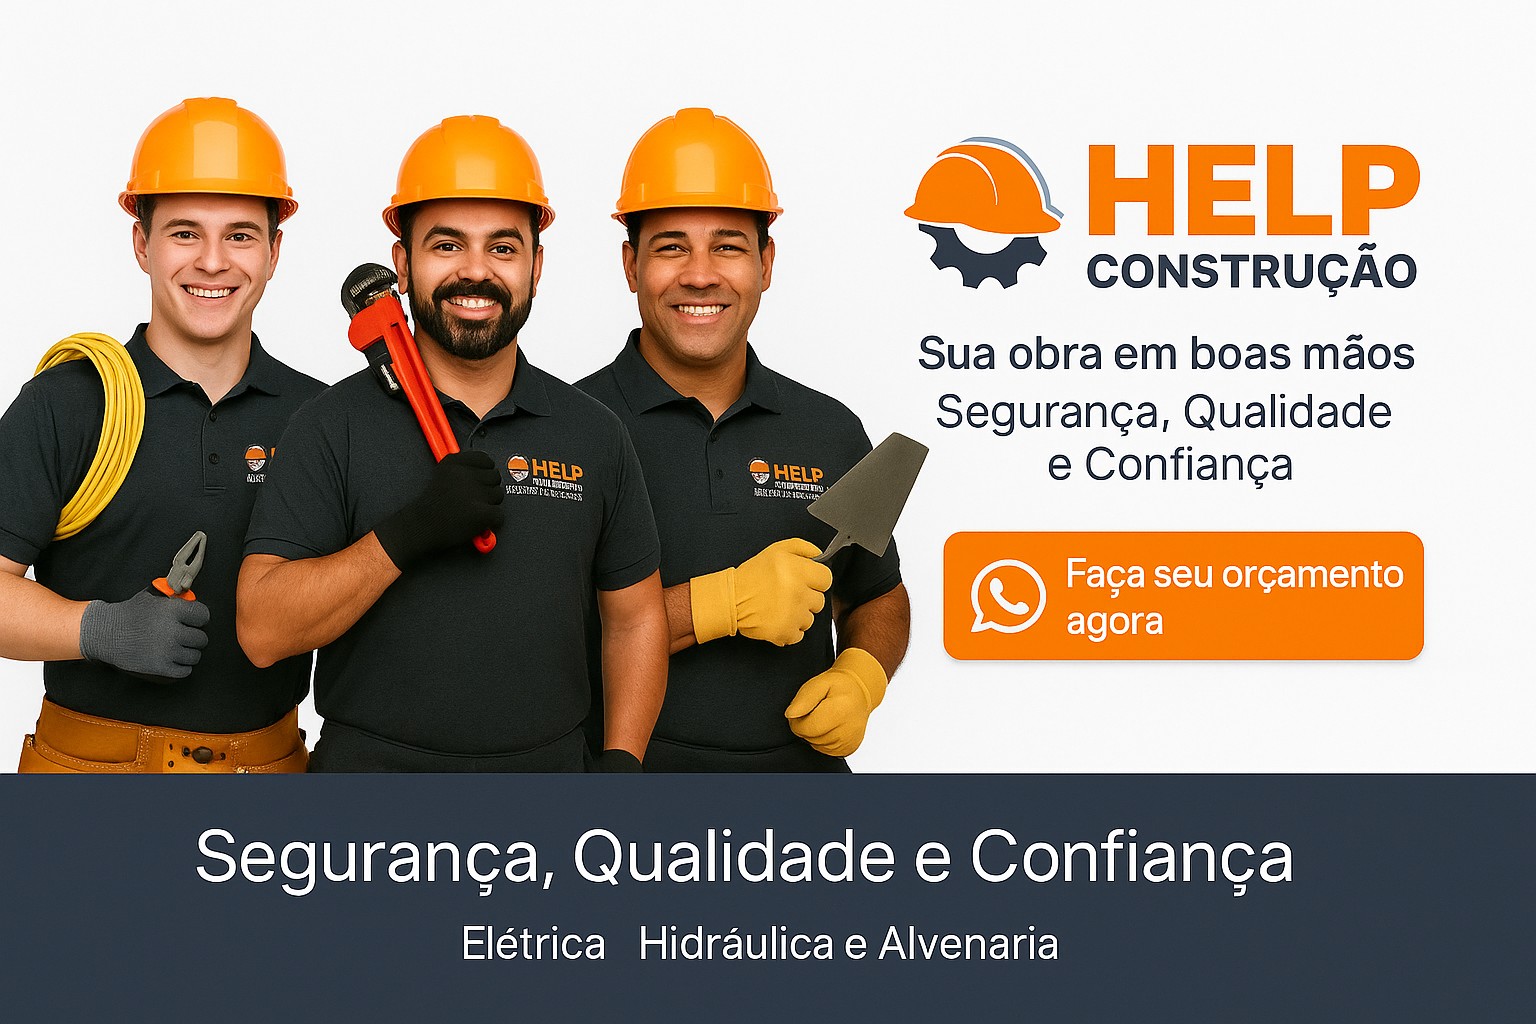 HELP
CONSTRUÇÃO
Sua obra em boas mãos
Segurança, Qualidade
e Confiança
Faça seu orçamento
agora
HELP
HELP
Segurança, Qualidade e Confiança
Elétrica Hidráulica e Alvenaria